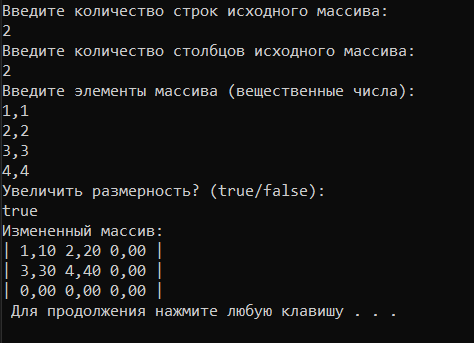 Введите количество строк исходного массива:
2
Введите количество столбцов исходного массива:
2
Введите элементы массива (вещественные числа):
1,1
2,2
3,3
4,4
Увеличить размерность? (true/false):
true
Измененный массив:
| 1,10 2,20 0,00 |
| 3,30 4,40 0,00 |
| 0,00 0,00 0,00 |
Для продолжения нажмите любую клавишу . . .